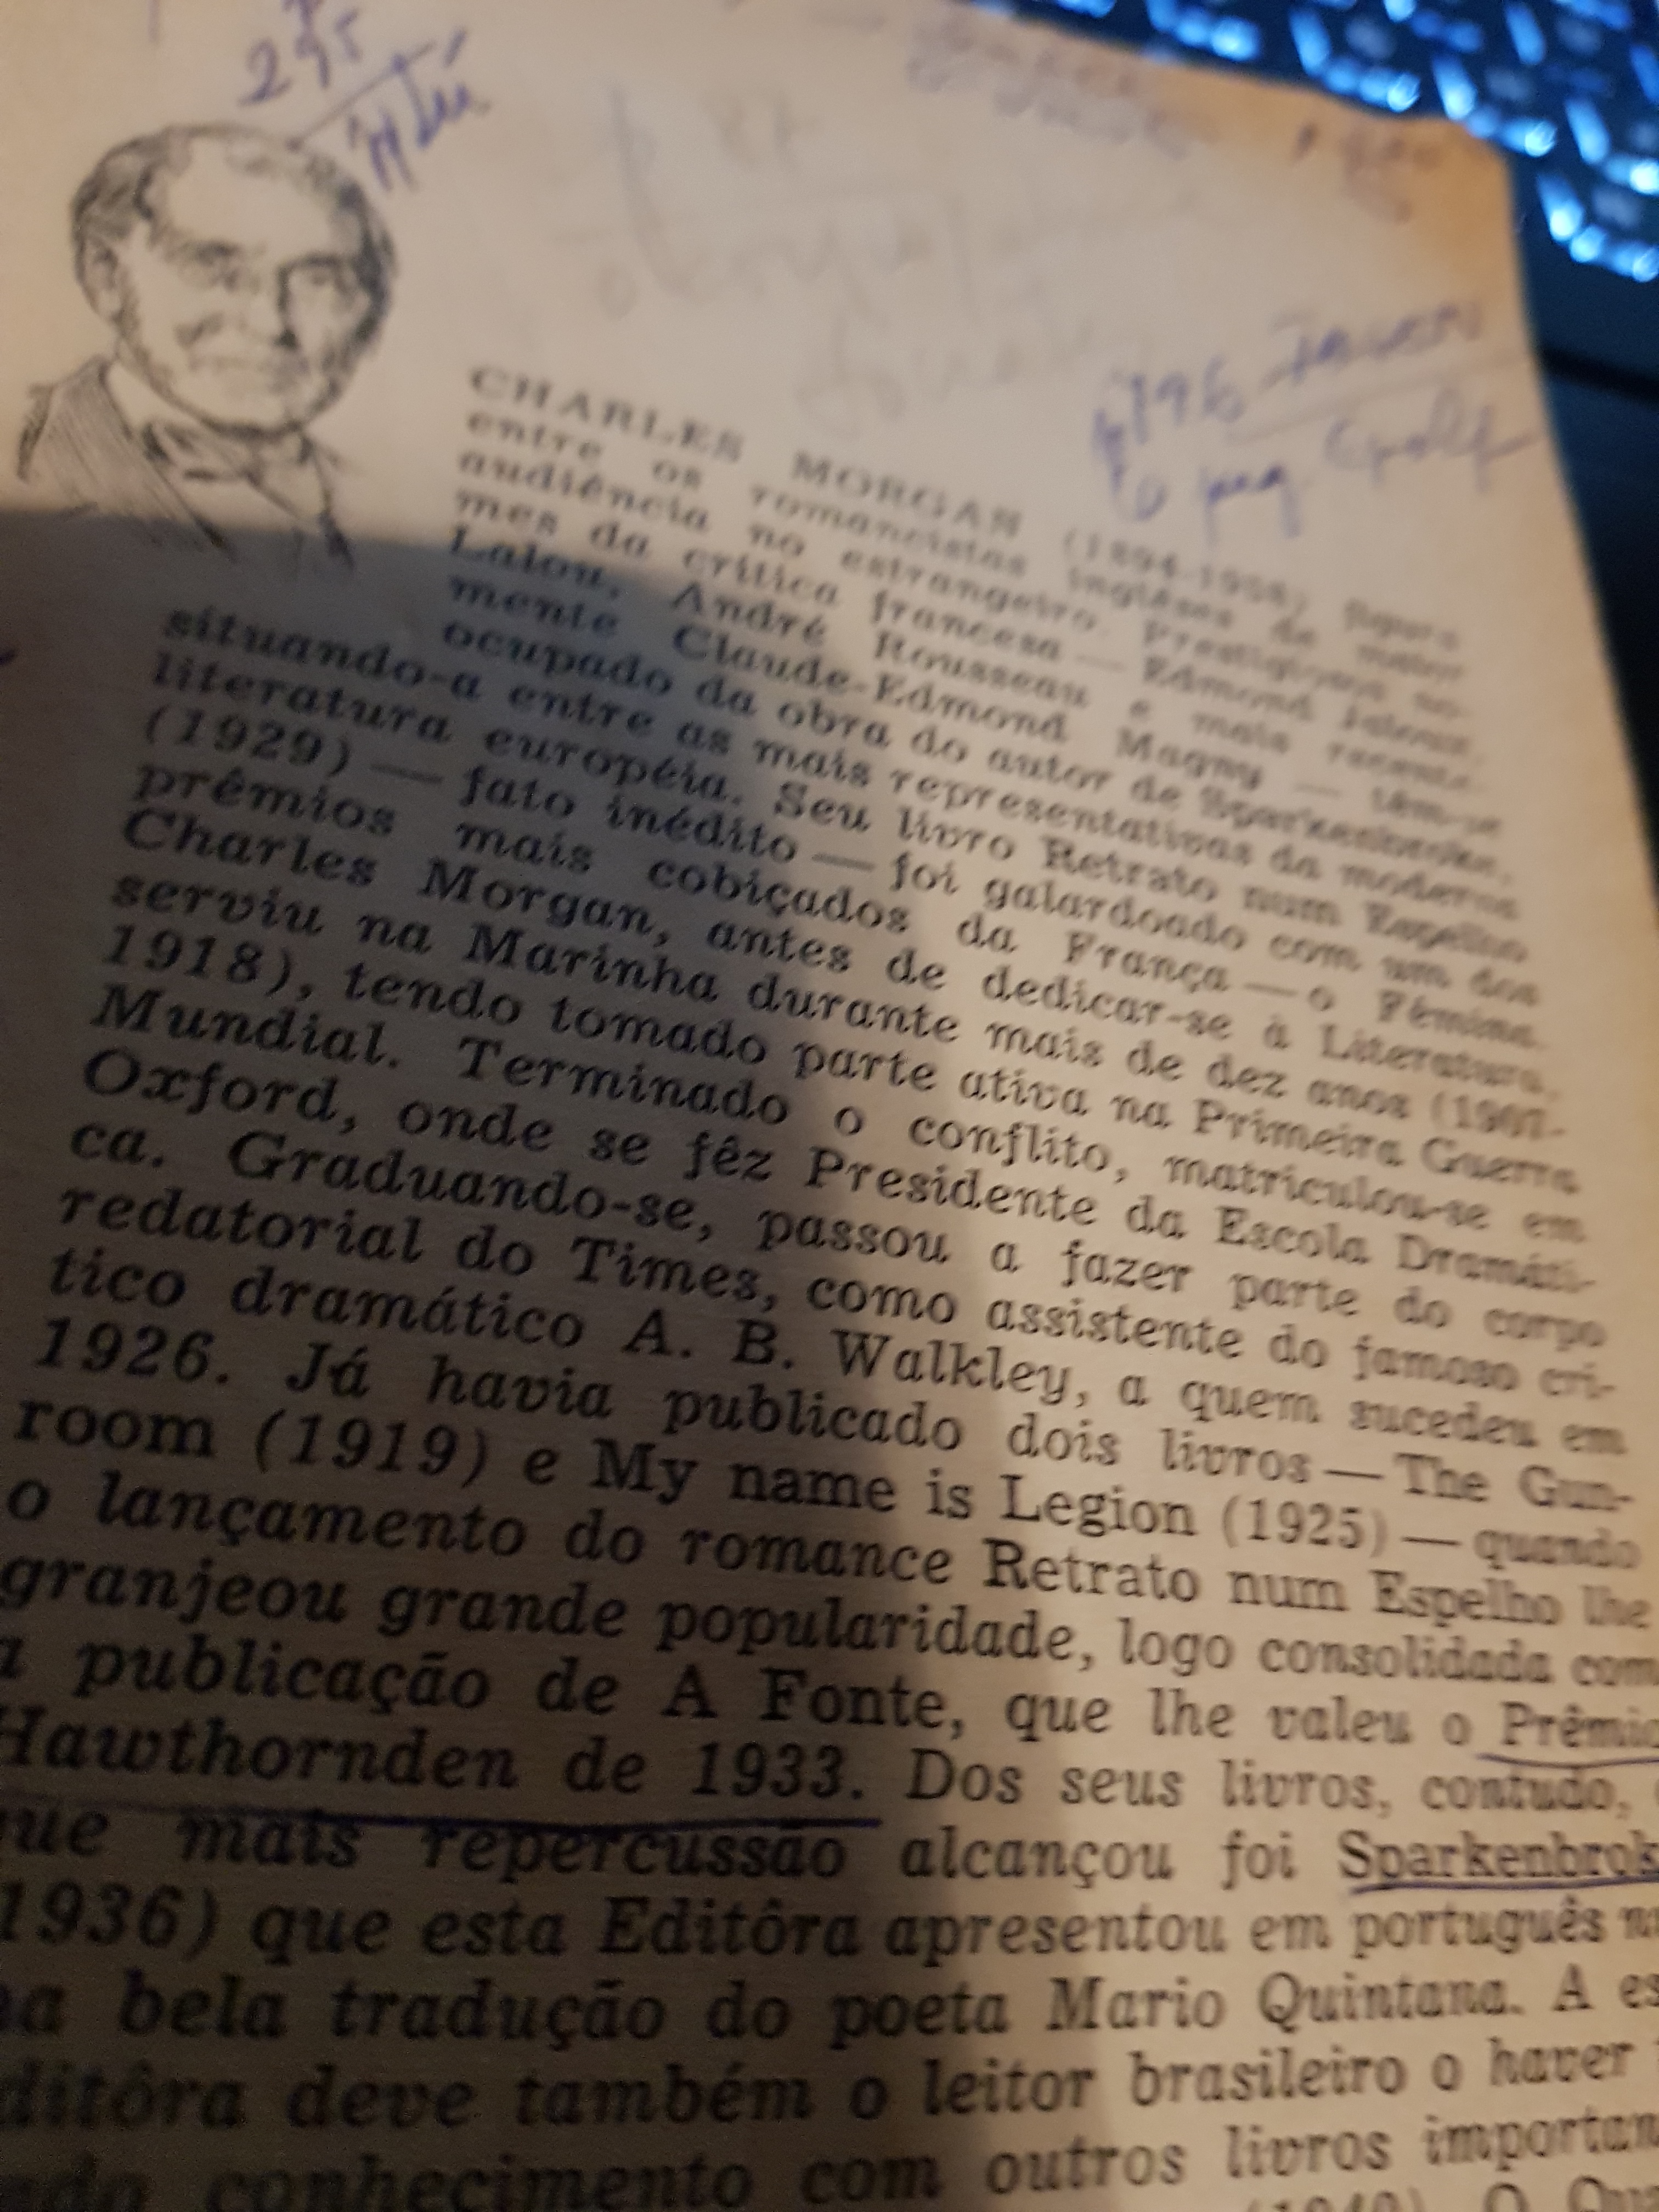 295
CHARLES MORGAN (1894-1958) figura
entre os romancistas inglêses de maior
audiência no estrangeiro. Prestigiosos no-
mes da crítica francesa — Edmond Jaloux,
Lalou, André Rousseau e mais recente-
mente Claude-Edmond Magny — têm-se
ocupado da obra do autor de Sparkenbroke,
situando-a entre as mais representativas da moderna
literatura européia. Seu livro Retrato num Espelho
(1929) — fato inédito — foi galardoado com um dos
prêmios mais cobiçados da França — o Fémina.
Charles Morgan, antes de dedicar-se à Literatura,
serviu na Marinha durante mais de dez anos (1907-
1918), tendo tomado parte ativa na Primeira Guerra
Mundial. Terminado o conflito, matriculou-se em
Oxford, onde se fêz Presidente da Escola Dramáti-
ca. Graduando-se, passou a fazer parte do corpo
redatorial do Times, como assistente do famoso crí-
tico dramático A. B. Walkley, a quem sucedeu em
1926. Já havia publicado dois livros — The Gun-
room (1919) e My name is Legion (1925) — quando
o lançamento do romance Retrato num Espelho lhe
granjeou grande popularidade, logo consolidada com
a publicação de A Fonte, que lhe valeu o Prêmio
Hawthornden de 1933. Dos seus livros, contudo,
que mais repercussão alcançou foi Sparkenbrok
1936) que esta Editôra apresentou em português
bela tradução do poeta Mario Quintana. A es
ditôra deve também o leitor brasileiro o haver
conhecimento com outros livros importan